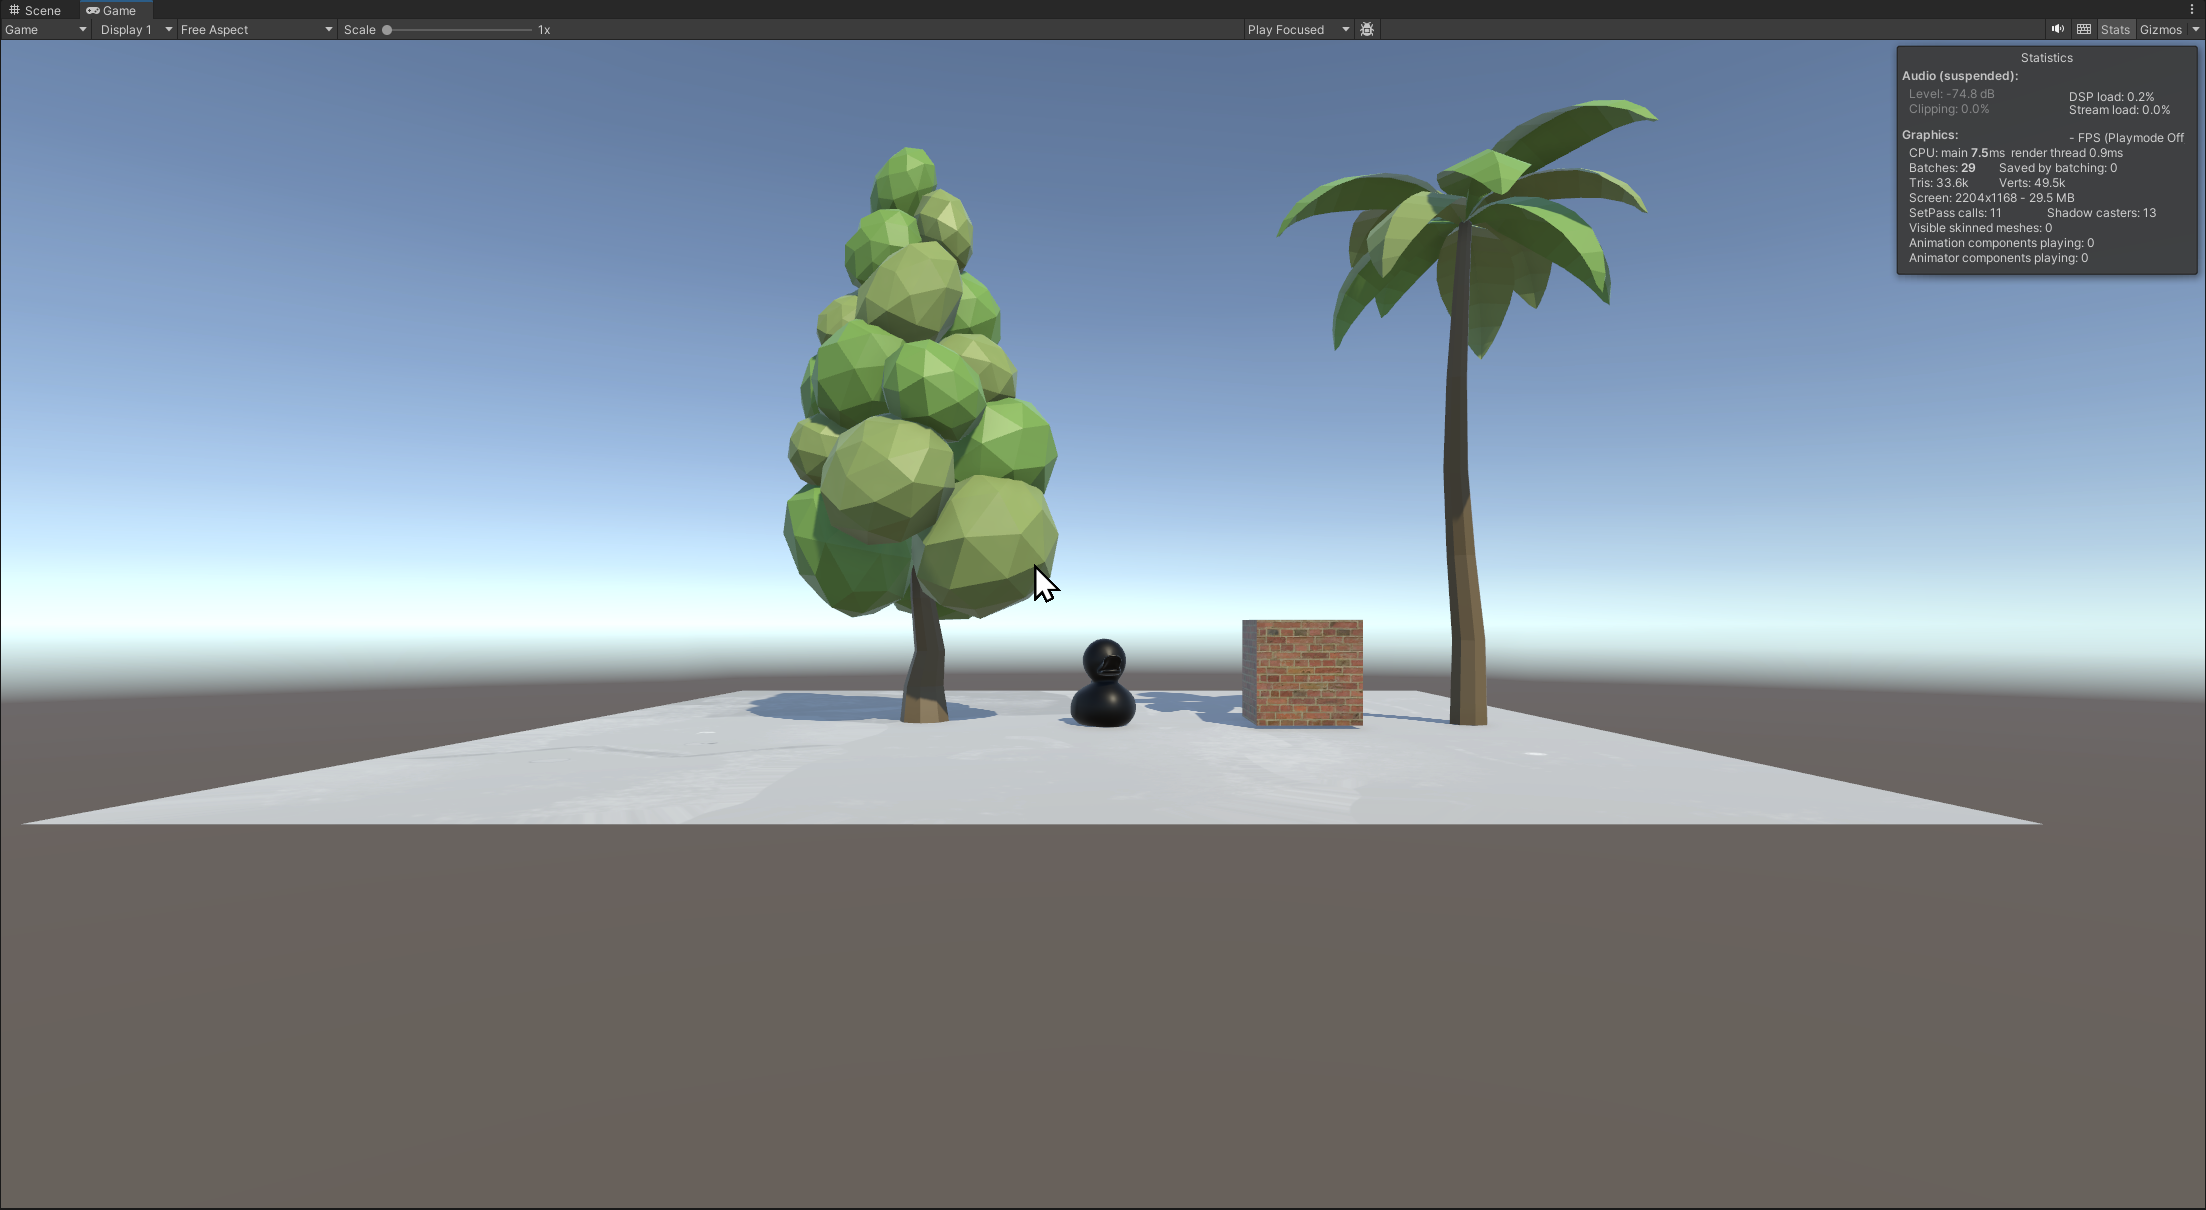 Scene Game
Game Display 1 Free Aspect Scale 1x Play Focused Stats Gizmos
Statistics
Audio (suspended):
Level: -74.8 dB DSP load: 0.2%
Clipping: 0.0% Stream load: 0.0%
Graphics: - FPS (Playmode Off
CPU: main 7.5ms render thread 0.9ms
Batches: 29 Saved by batching: 0
Tris: 33.6k Verts: 49.5k
Screen: 2204x1168 - 29.5 MB
SetPass calls: 11 Shadow casters: 13
Visible skinned meshes: 0
Animation components playing: 0
Animator components playing: 0